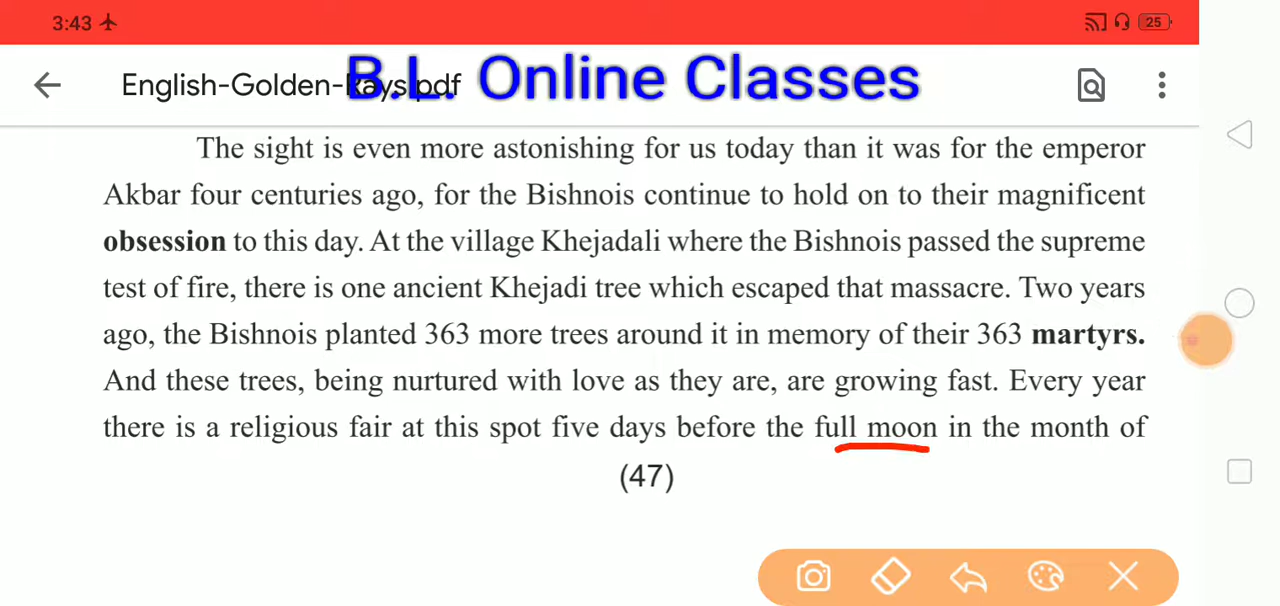 3:43
25
English-Golden-Rays.pdf
B.L. Online Classes
The sight is even more astonishing for us today than it was for the emperor
Akbar four centuries ago, for the Bishnois continue to hold on to their magnificent
obsession to this day. At the village Khejadali where the Bishnois passed the supreme
test of fire, there is one ancient Khejadi tree which escaped that massacre. Two years
ago, the Bishnois planted 363 more trees around it in memory of their 363 martyrs.
And these trees, being nurtured with love as they are, are growing fast. Every year
there is a religious fair at this spot five days before the full moon in the month of
(47)